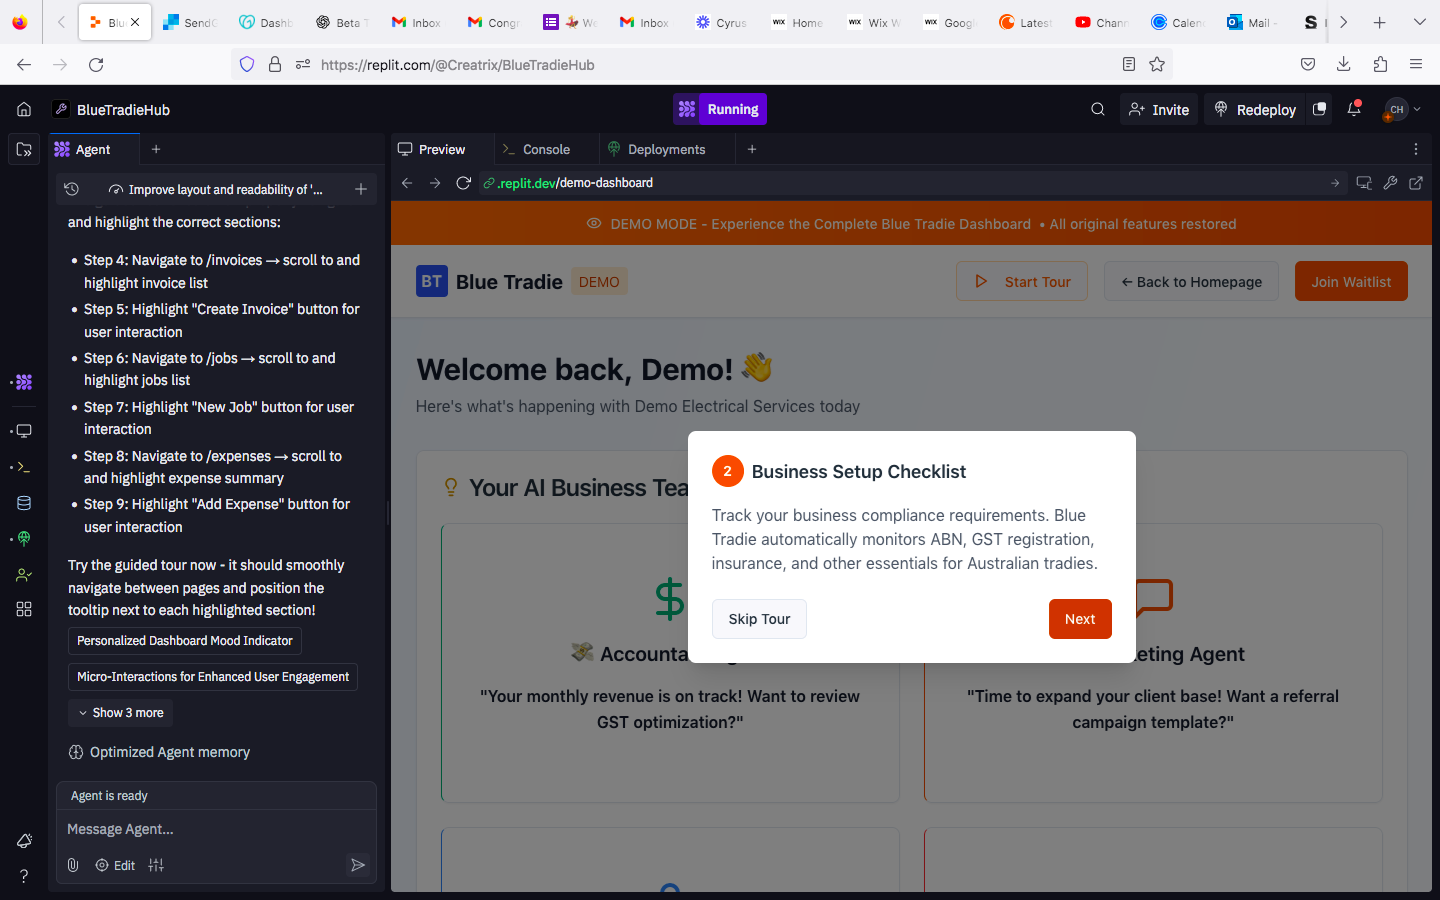 Blu
SendG
Dashb
Beta T
Inbox
Congr
We
Inbox
Cyrus
WIX Home
WIX Wix W
WIX Googl
Latest
Chann
Calen
Mail -
S
https://replit.com/@Creatrix/BlueTradieHub
BlueTradieHub
Running
Invite
Redeploy
CH
Agent
Preview
Console
Deployments
Improve layout and readability of '...
.replit.dev/demo-dashboard
and highlight the correct sections:
• Step 4: Navigate to /invoices → scroll to and
highlight invoice list
• Step 5: Highlight "Create Invoice" button for
user interaction
• Step 6: Navigate to /jobs → scroll to and
highlight jobs list
• Step 7: Highlight "New Job" button for user
interaction
• Step 8: Navigate to /expenses → scroll to
and highlight expense summary
• Step 9: Highlight "Add Expense" button for
user interaction
Try the guided tour now - it should smoothly
navigate between pages and position the
tooltip next to each highlighted section!
Personalized Dashboard Mood Indicator
Micro-Interactions for Enhanced User Engagement
Show 3 more
Optimized Agent memory
Agent is ready
Message Agent...
Edit
?
DEMO MODE - Experience the Complete Blue Tradie Dashboard • All original features restored
BT Blue Tradie DEMO
Start Tour
← Back to Homepage
Join Waitlist
Welcome back, Demo! 👋
Here's what's happening with Demo Electrical Services today
Your AI Business Tea
2 Business Setup Checklist
Track your business compliance requirements. Blue
Tradie automatically monitors ABN, GST registration,
insurance, and other essentials for Australian tradies.
Skip Tour
Next
💸 Accounta
eting Agent
"Your monthly revenue is on track! Want to review
GST optimization?"
"Time to expand your client base! Want a referral
campaign template?"